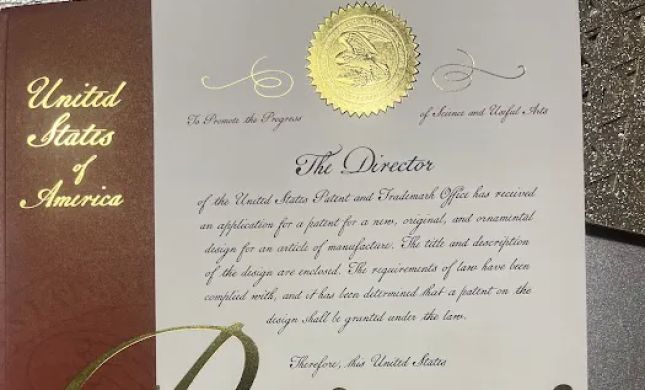 United
States
of
America
To Promote the Progress of Science and Useful Arts
The Director
of the United States Patent and Trademark Office has received
an application for a patent for a new, original, and ornamental
design for an article of manufacture. The title and description
of the design are enclosed. The requirements of law have been
complied with, and it has been determined that a patent on the
design shall be granted under the law.
Therefore, this United States